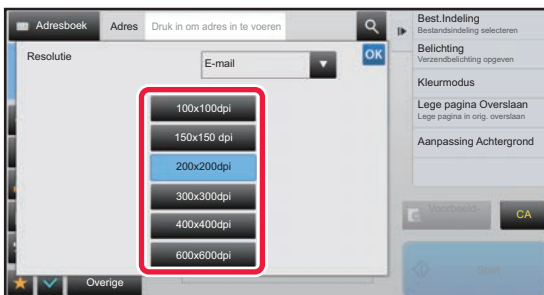 Adresboek
Adres
Druk in om adres in te voeren
Resolutie
E-mail
OK
100x100dpi
150x150 dpi
200x200dpi
300x300dpi
400x400dpi
600x600dpi
Overige
Best.Indeling
Bestandsindeling selecteren
Belichting
Verzendbelichting opgeven
Kleurmodus
Lege pagina Overslaan
Lege pagina in orig. overslaan
Aanpassing Achtergrond
Voorbeeld-
CA
Start